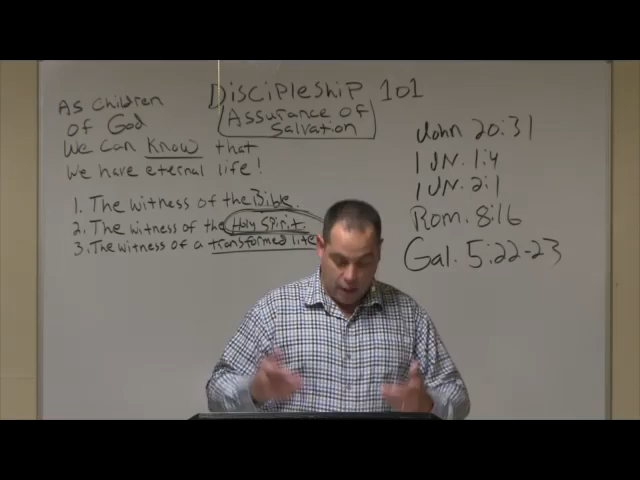 Discipleship 101
Assurance of
Salvation
As Children
of God
We Can Know that
We have eternal life!
1. The witness of the Bible.
2. The witness of the Holy Spirit.
3. The witness of a transformed life
John 20:31
1 JN. 1:4
1 JN. 2:1
Rom. 8:16
Gal. 5:22-23